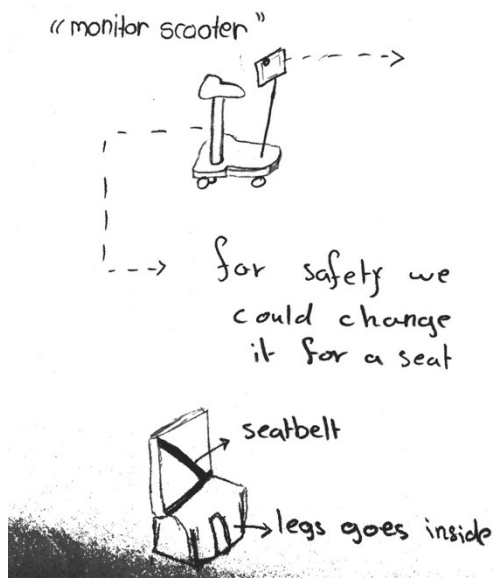 "monitor scooter"
for safety we
could change
it for a seat
seatbelt
legs goes inside